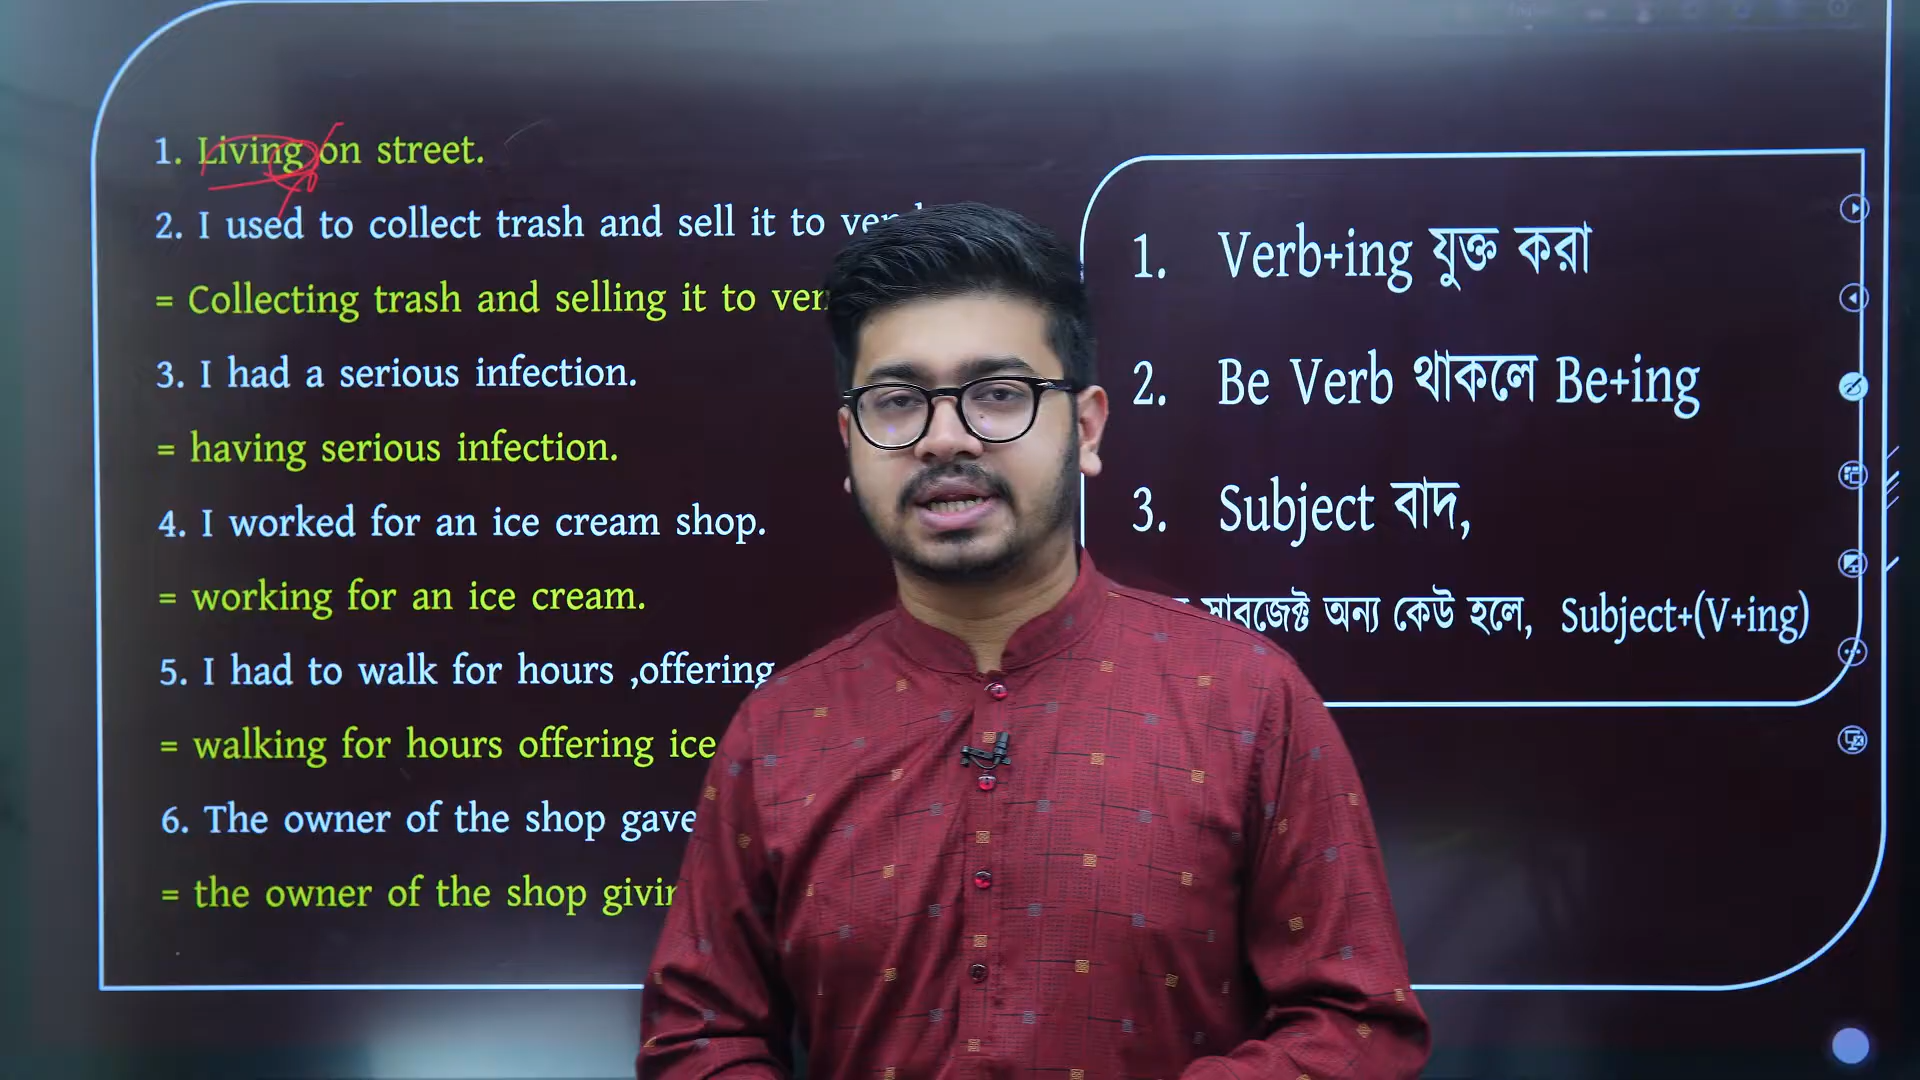 1. Living on street.
2. I used to collect trash and sell it to
= Collecting trash and selling it to
3. I had a serious infection.
= having serious infection.
4. I worked for an ice cream shop.
= working for an ice cream.
5. I had to walk for hours ,offering
= walking for hours offering ice
6. The owner of the shop gave
= the owner of the shop
1. Verb+ing যুক্ত করা
2. Be Verb থাকলে Be+ing
3. Subject বাদ,
সাবজেক্ট অন্য কেউ হলে, Subject+(V+ing)